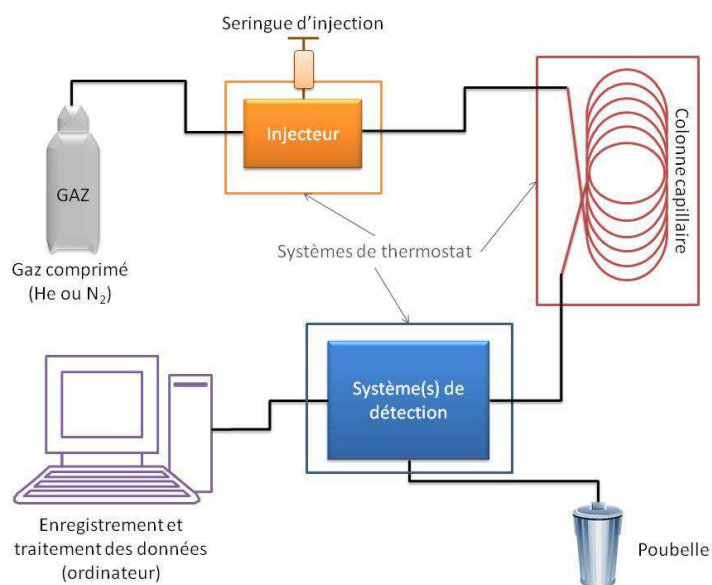 Seringue d'injection
Injecteur
GAZ
Gaz comprimé
(He ou N₂)
Systèmes de thermostat
Colonne capillaire
Système(s) de
détection
Enregistrement et
traitement des données
(ordinateur)
Poubelle